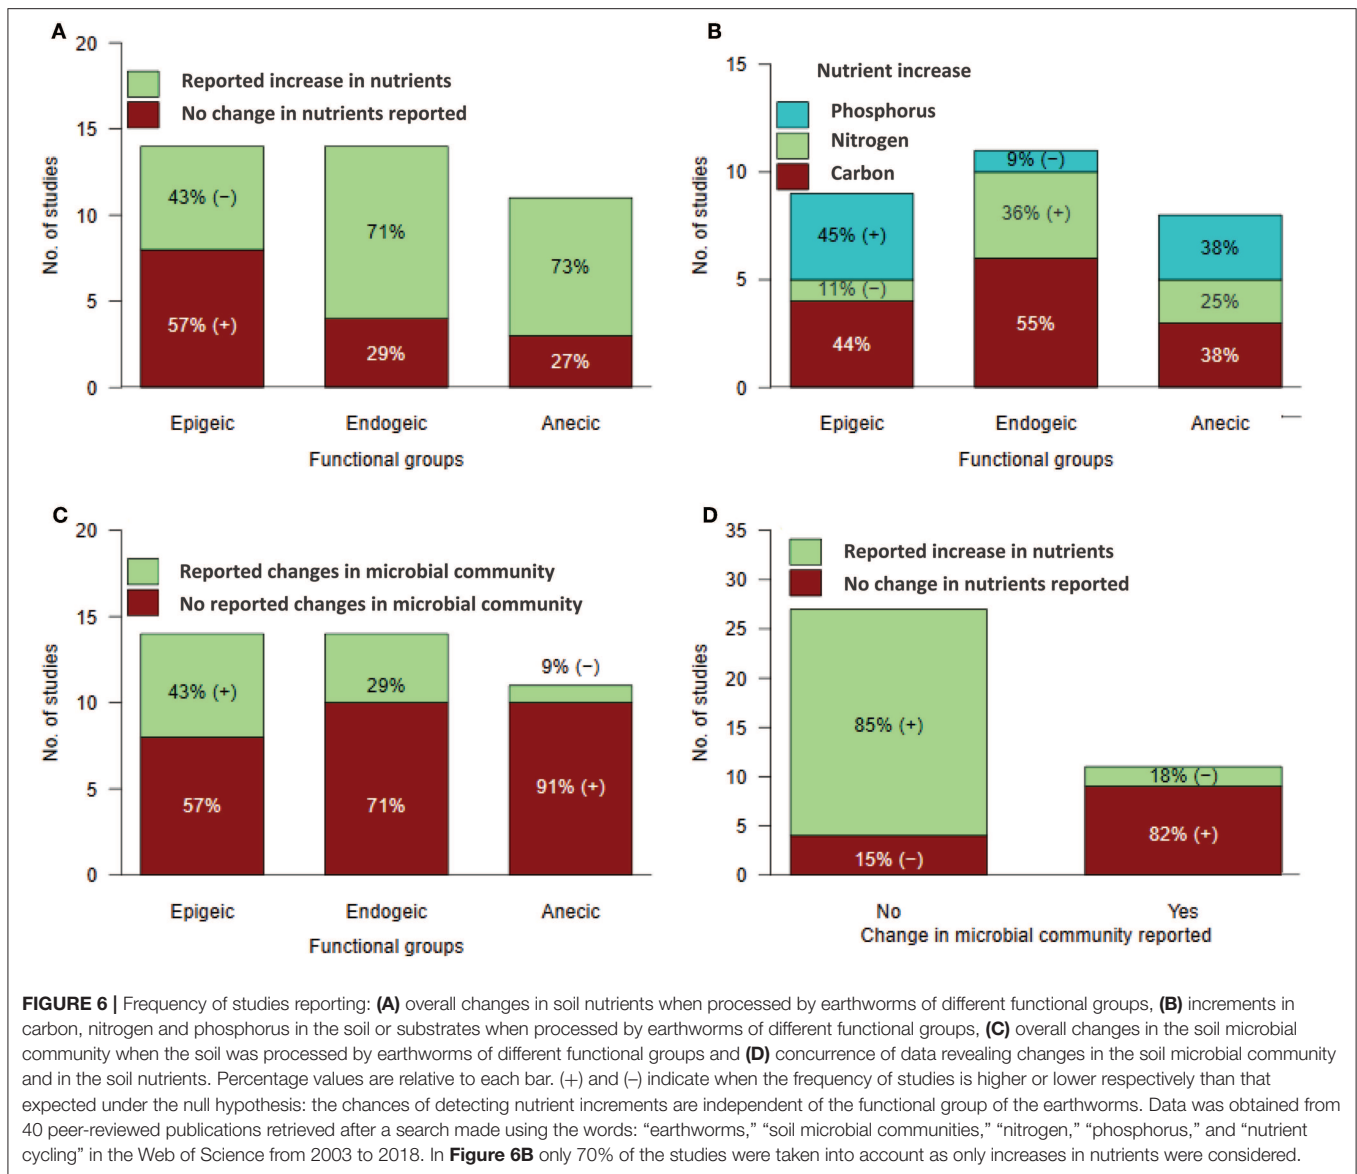 A
20
15
10
5
0
No. of studies
Reported increase in nutrients
No change in nutrients reported
43% (−)
57% (+)
71%
29%
73%
27%
Epigeic
Endogeic
Anecic
Functional groups
B
15
10
5
0
No. of studies
Nutrient increase
Phosphorus
Nitrogen
Carbon
45% (+)
11% (−)
44%
9% (−)
36% (+)
55%
38%
25%
38%
Epigeic
Endogeic
Anecic
Functional groups
C
20
15
10
5
0
No. of studies
Reported changes in microbial community
No reported changes in microbial community
43% (+)
57%
29%
71%
9% (−)
91% (+)
Epigeic
Endogeic
Anecic
Functional groups
D
35
30
25
20
15
10
5
0
No. of studies
Reported increase in nutrients
No change in nutrients reported
85% (+)
15% (−)
18% (−)
82% (+)
No
Yes
Change in microbial community reported
FIGURE 6 | Frequency of studies reporting: (A) overall changes in soil nutrients when processed by earthworms of different functional groups, (B) increments in
carbon, nitrogen and phosphorus in the soil or substrates when processed by earthworms of different functional groups, (C) overall changes in the soil microbial
community when the soil was processed by earthworms of different functional groups and (D) concurrence of data revealing changes in the soil microbial community
and in the soil nutrients. Percentage values are relative to each bar. (+) and (–) indicate when the frequency of studies is higher or lower respectively than that
expected under the null hypothesis: the chances of detecting nutrient increments are independent of the functional group of the earthworms. Data was obtained from
40 peer-reviewed publications retrieved after a search made using the words: “earthworms,” “soil microbial communities,” “nitrogen,” “phosphorus,” and “nutrient
cycling” in the Web of Science from 2003 to 2018. In Figure 6B only 70% of the studies were taken into account as only increases in nutrients were considered.